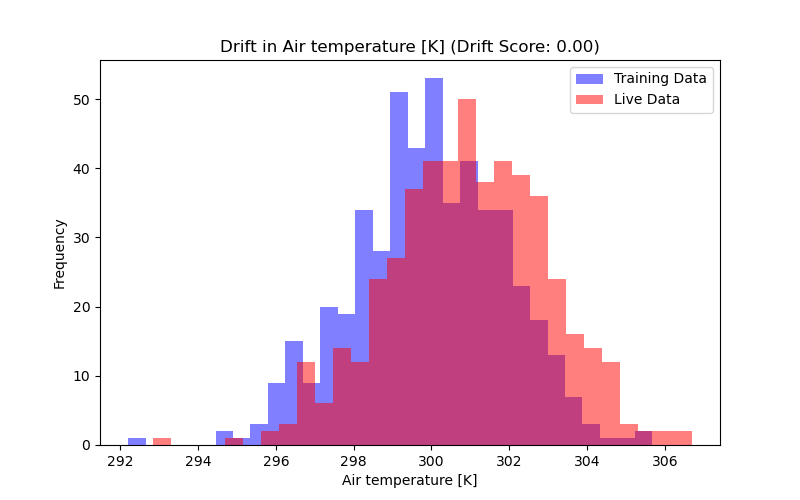 Drift in Air temperature [K] (Drift Score: 0.00)
Training Data
Live Data
Frequency
50
40
30
20
10
0
292 294 296 298 300 302 304 306
Air temperature [K]